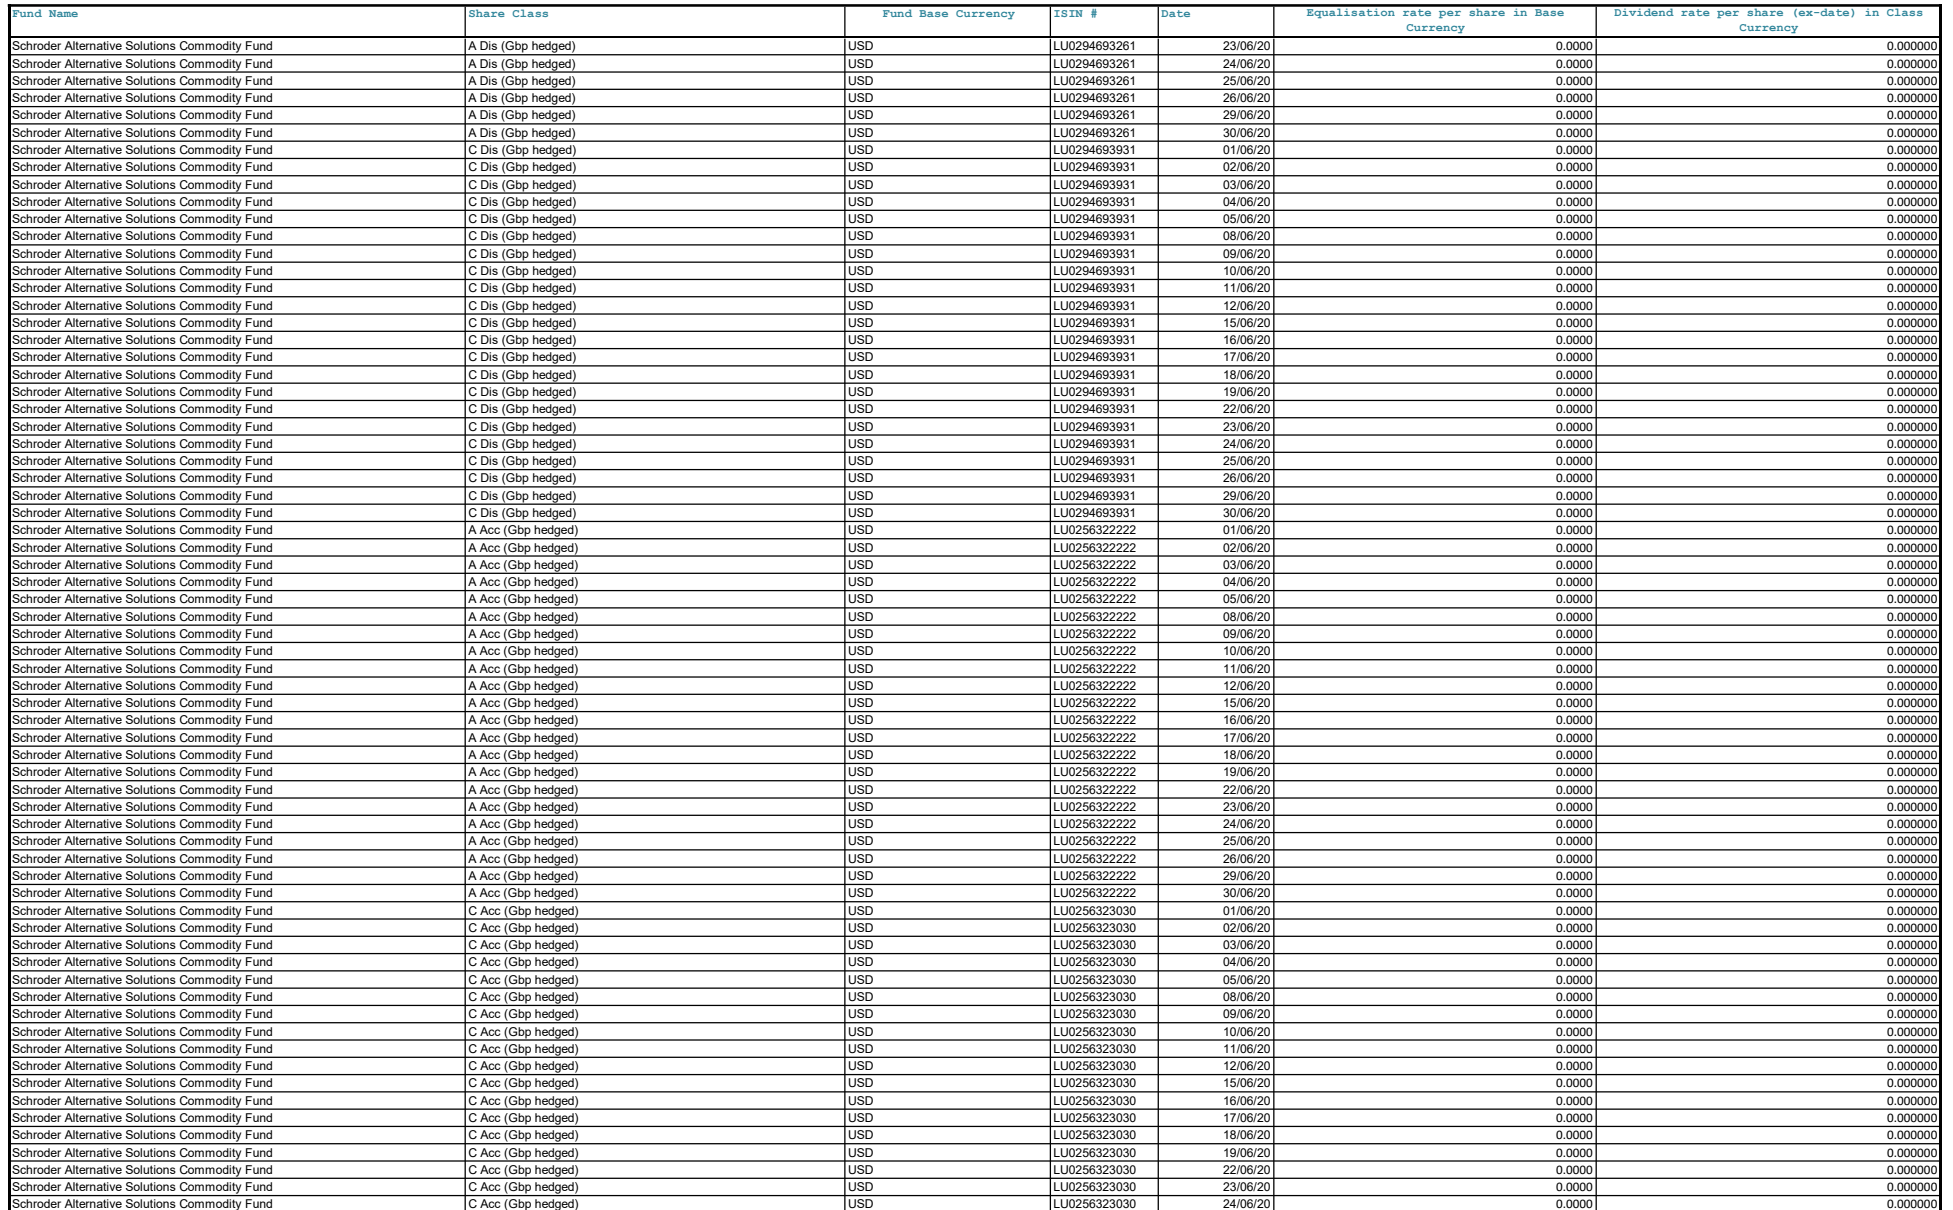 Fund Name Share Class Fund Base Currency ISIN # Date Equalisation rate per share in Base Currency Dividend rate per share (ex-date) in Class Currency
Schroder Alternative Solutions Commodity Fund A Dis (Gbp hedged) USD LU0294693261 23/06/20 0.0000 0.000000
Schroder Alternative Solutions Commodity Fund A Dis (Gbp hedged) USD LU0294693261 24/06/20 0.0000 0.000000
Schroder Alternative Solutions Commodity Fund A Dis (Gbp hedged) USD LU0294693261 25/06/20 0.0000 0.000000
Schroder Alternative Solutions Commodity Fund A Dis (Gbp hedged) USD LU0294693261 26/06/20 0.0000 0.000000
Schroder Alternative Solutions Commodity Fund A Dis (Gbp hedged) USD LU0294693261 29/06/20 0.0000 0.000000
Schroder Alternative Solutions Commodity Fund A Dis (Gbp hedged) USD LU0294693261 30/06/20 0.0000 0.000000
Schroder Alternative Solutions Commodity Fund C Dis (Gbp hedged) USD LU0294693931 01/06/20 0.0000 0.000000
Schroder Alternative Solutions Commodity Fund C Dis (Gbp hedged) USD LU0294693931 02/06/20 0.0000 0.000000
Schroder Alternative Solutions Commodity Fund C Dis (Gbp hedged) USD LU0294693931 03/06/20 0.0000 0.000000
Schroder Alternative Solutions Commodity Fund C Dis (Gbp hedged) USD LU0294693931 04/06/20 0.0000 0.000000
Schroder Alternative Solutions Commodity Fund C Dis (Gbp hedged) USD LU0294693931 05/06/20 0.0000 0.000000
Schroder Alternative Solutions Commodity Fund C Dis (Gbp hedged) USD LU0294693931 08/06/20 0.0000 0.000000
Schroder Alternative Solutions Commodity Fund C Dis (Gbp hedged) USD LU0294693931 09/06/20 0.0000 0.000000
Schroder Alternative Solutions Commodity Fund C Dis (Gbp hedged) USD LU0294693931 10/06/20 0.0000 0.000000
Schroder Alternative Solutions Commodity Fund C Dis (Gbp hedged) USD LU0294693931 11/06/20 0.0000 0.000000
Schroder Alternative Solutions Commodity Fund C Dis (Gbp hedged) USD LU0294693931 12/06/20 0.0000 0.000000
Schroder Alternative Solutions Commodity Fund C Dis (Gbp hedged) USD LU0294693931 15/06/20 0.0000 0.000000
Schroder Alternative Solutions Commodity Fund C Dis (Gbp hedged) USD LU0294693931 16/06/20 0.0000 0.000000
Schroder Alternative Solutions Commodity Fund C Dis (Gbp hedged) USD LU0294693931 17/06/20 0.0000 0.000000
Schroder Alternative Solutions Commodity Fund C Dis (Gbp hedged) USD LU0294693931 18/06/20 0.0000 0.000000
Schroder Alternative Solutions Commodity Fund C Dis (Gbp hedged) USD LU0294693931 19/06/20 0.0000 0.000000
Schroder Alternative Solutions Commodity Fund C Dis (Gbp hedged) USD LU0294693931 22/06/20 0.0000 0.000000
Schroder Alternative Solutions Commodity Fund C Dis (Gbp hedged) USD LU0294693931 23/06/20 0.0000 0.000000
Schroder Alternative Solutions Commodity Fund C Dis (Gbp hedged) USD LU0294693931 24/06/20 0.0000 0.000000
Schroder Alternative Solutions Commodity Fund C Dis (Gbp hedged) USD LU0294693931 25/06/20 0.0000 0.000000
Schroder Alternative Solutions Commodity Fund C Dis (Gbp hedged) USD LU0294693931 26/06/20 0.0000 0.000000
Schroder Alternative Solutions Commodity Fund C Dis (Gbp hedged) USD LU0294693931 29/06/20 0.0000 0.000000
Schroder Alternative Solutions Commodity Fund C Dis (Gbp hedged) USD LU0294693931 30/06/20 0.0000 0.000000
Schroder Alternative Solutions Commodity Fund A Acc (Gbp hedged) USD LU0256322222 01/06/20 0.0000 0.000000
Schroder Alternative Solutions Commodity Fund A Acc (Gbp hedged) USD LU0256322222 02/06/20 0.0000 0.000000
Schroder Alternative Solutions Commodity Fund A Acc (Gbp hedged) USD LU0256322222 03/06/20 0.0000 0.000000
Schroder Alternative Solutions Commodity Fund A Acc (Gbp hedged) USD LU0256322222 04/06/20 0.0000 0.000000
Schroder Alternative Solutions Commodity Fund A Acc (Gbp hedged) USD LU0256322222 05/06/20 0.0000 0.000000
Schroder Alternative Solutions Commodity Fund A Acc (Gbp hedged) USD LU0256322222 08/06/20 0.0000 0.000000
Schroder Alternative Solutions Commodity Fund A Acc (Gbp hedged) USD LU0256322222 09/06/20 0.0000 0.000000
Schroder Alternative Solutions Commodity Fund A Acc (Gbp hedged) USD LU0256322222 10/06/20 0.0000 0.000000
Schroder Alternative Solutions Commodity Fund A Acc (Gbp hedged) USD LU0256322222 11/06/20 0.0000 0.000000
Schroder Alternative Solutions Commodity Fund A Acc (Gbp hedged) USD LU0256322222 12/06/20 0.0000 0.000000
Schroder Alternative Solutions Commodity Fund A Acc (Gbp hedged) USD LU0256322222 15/06/20 0.0000 0.000000
Schroder Alternative Solutions Commodity Fund A Acc (Gbp hedged) USD LU0256322222 16/06/20 0.0000 0.000000
Schroder Alternative Solutions Commodity Fund A Acc (Gbp hedged) USD LU0256322222 17/06/20 0.0000 0.000000
Schroder Alternative Solutions Commodity Fund A Acc (Gbp hedged) USD LU0256322222 18/06/20 0.0000 0.000000
Schroder Alternative Solutions Commodity Fund A Acc (Gbp hedged) USD LU0256322222 19/06/20 0.0000 0.000000
Schroder Alternative Solutions Commodity Fund A Acc (Gbp hedged) USD LU0256322222 22/06/20 0.0000 0.000000
Schroder Alternative Solutions Commodity Fund A Acc (Gbp hedged) USD LU0256322222 23/06/20 0.0000 0.000000
Schroder Alternative Solutions Commodity Fund A Acc (Gbp hedged) USD LU0256322222 24/06/20 0.0000 0.000000
Schroder Alternative Solutions Commodity Fund A Acc (Gbp hedged) USD LU0256322222 25/06/20 0.0000 0.000000
Schroder Alternative Solutions Commodity Fund A Acc (Gbp hedged) USD LU0256322222 26/06/20 0.0000 0.000000
Schroder Alternative Solutions Commodity Fund A Acc (Gbp hedged) USD LU0256322222 29/06/20 0.0000 0.000000
Schroder Alternative Solutions Commodity Fund A Acc (Gbp hedged) USD LU0256322222 30/06/20 0.0000 0.000000
Schroder Alternative Solutions Commodity Fund C Acc (Gbp hedged) USD LU0256323030 01/06/20 0.0000 0.000000
Schroder Alternative Solutions Commodity Fund C Acc (Gbp hedged) USD LU0256323030 02/06/20 0.0000 0.000000
Schroder Alternative Solutions Commodity Fund C Acc (Gbp hedged) USD LU0256323030 03/06/20 0.0000 0.000000
Schroder Alternative Solutions Commodity Fund C Acc (Gbp hedged) USD LU0256323030 04/06/20 0.0000 0.000000
Schroder Alternative Solutions Commodity Fund C Acc (Gbp hedged) USD LU0256323030 05/06/20 0.0000 0.000000
Schroder Alternative Solutions Commodity Fund C Acc (Gbp hedged) USD LU0256323030 08/06/20 0.0000 0.000000
Schroder Alternative Solutions Commodity Fund C Acc (Gbp hedged) USD LU0256323030 09/06/20 0.0000 0.000000
Schroder Alternative Solutions Commodity Fund C Acc (Gbp hedged) USD LU0256323030 10/06/20 0.0000 0.000000
Schroder Alternative Solutions Commodity Fund C Acc (Gbp hedged) USD LU0256323030 11/06/20 0.0000 0.000000
Schroder Alternative Solutions Commodity Fund C Acc (Gbp hedged) USD LU0256323030 12/06/20 0.0000 0.000000
Schroder Alternative Solutions Commodity Fund C Acc (Gbp hedged) USD LU0256323030 15/06/20 0.0000 0.000000
Schroder Alternative Solutions Commodity Fund C Acc (Gbp hedged) USD LU0256323030 16/06/20 0.0000 0.000000
Schroder Alternative Solutions Commodity Fund C Acc (Gbp hedged) USD LU0256323030 17/06/20 0.0000 0.000000
Schroder Alternative Solutions Commodity Fund C Acc (Gbp hedged) USD LU0256323030 18/06/20 0.0000 0.000000
Schroder Alternative Solutions Commodity Fund C Acc (Gbp hedged) USD LU0256323030 19/06/20 0.0000 0.000000
Schroder Alternative Solutions Commodity Fund C Acc (Gbp hedged) USD LU0256323030 22/06/20 0.0000 0.000000
Schroder Alternative Solutions Commodity Fund C Acc (Gbp hedged) USD LU0256323030 23/06/20 0.0000 0.000000
Schroder Alternative Solutions Commodity Fund C Acc (Gbp hedged) USD LU0256323030 24/06/20 0.0000 0.000000